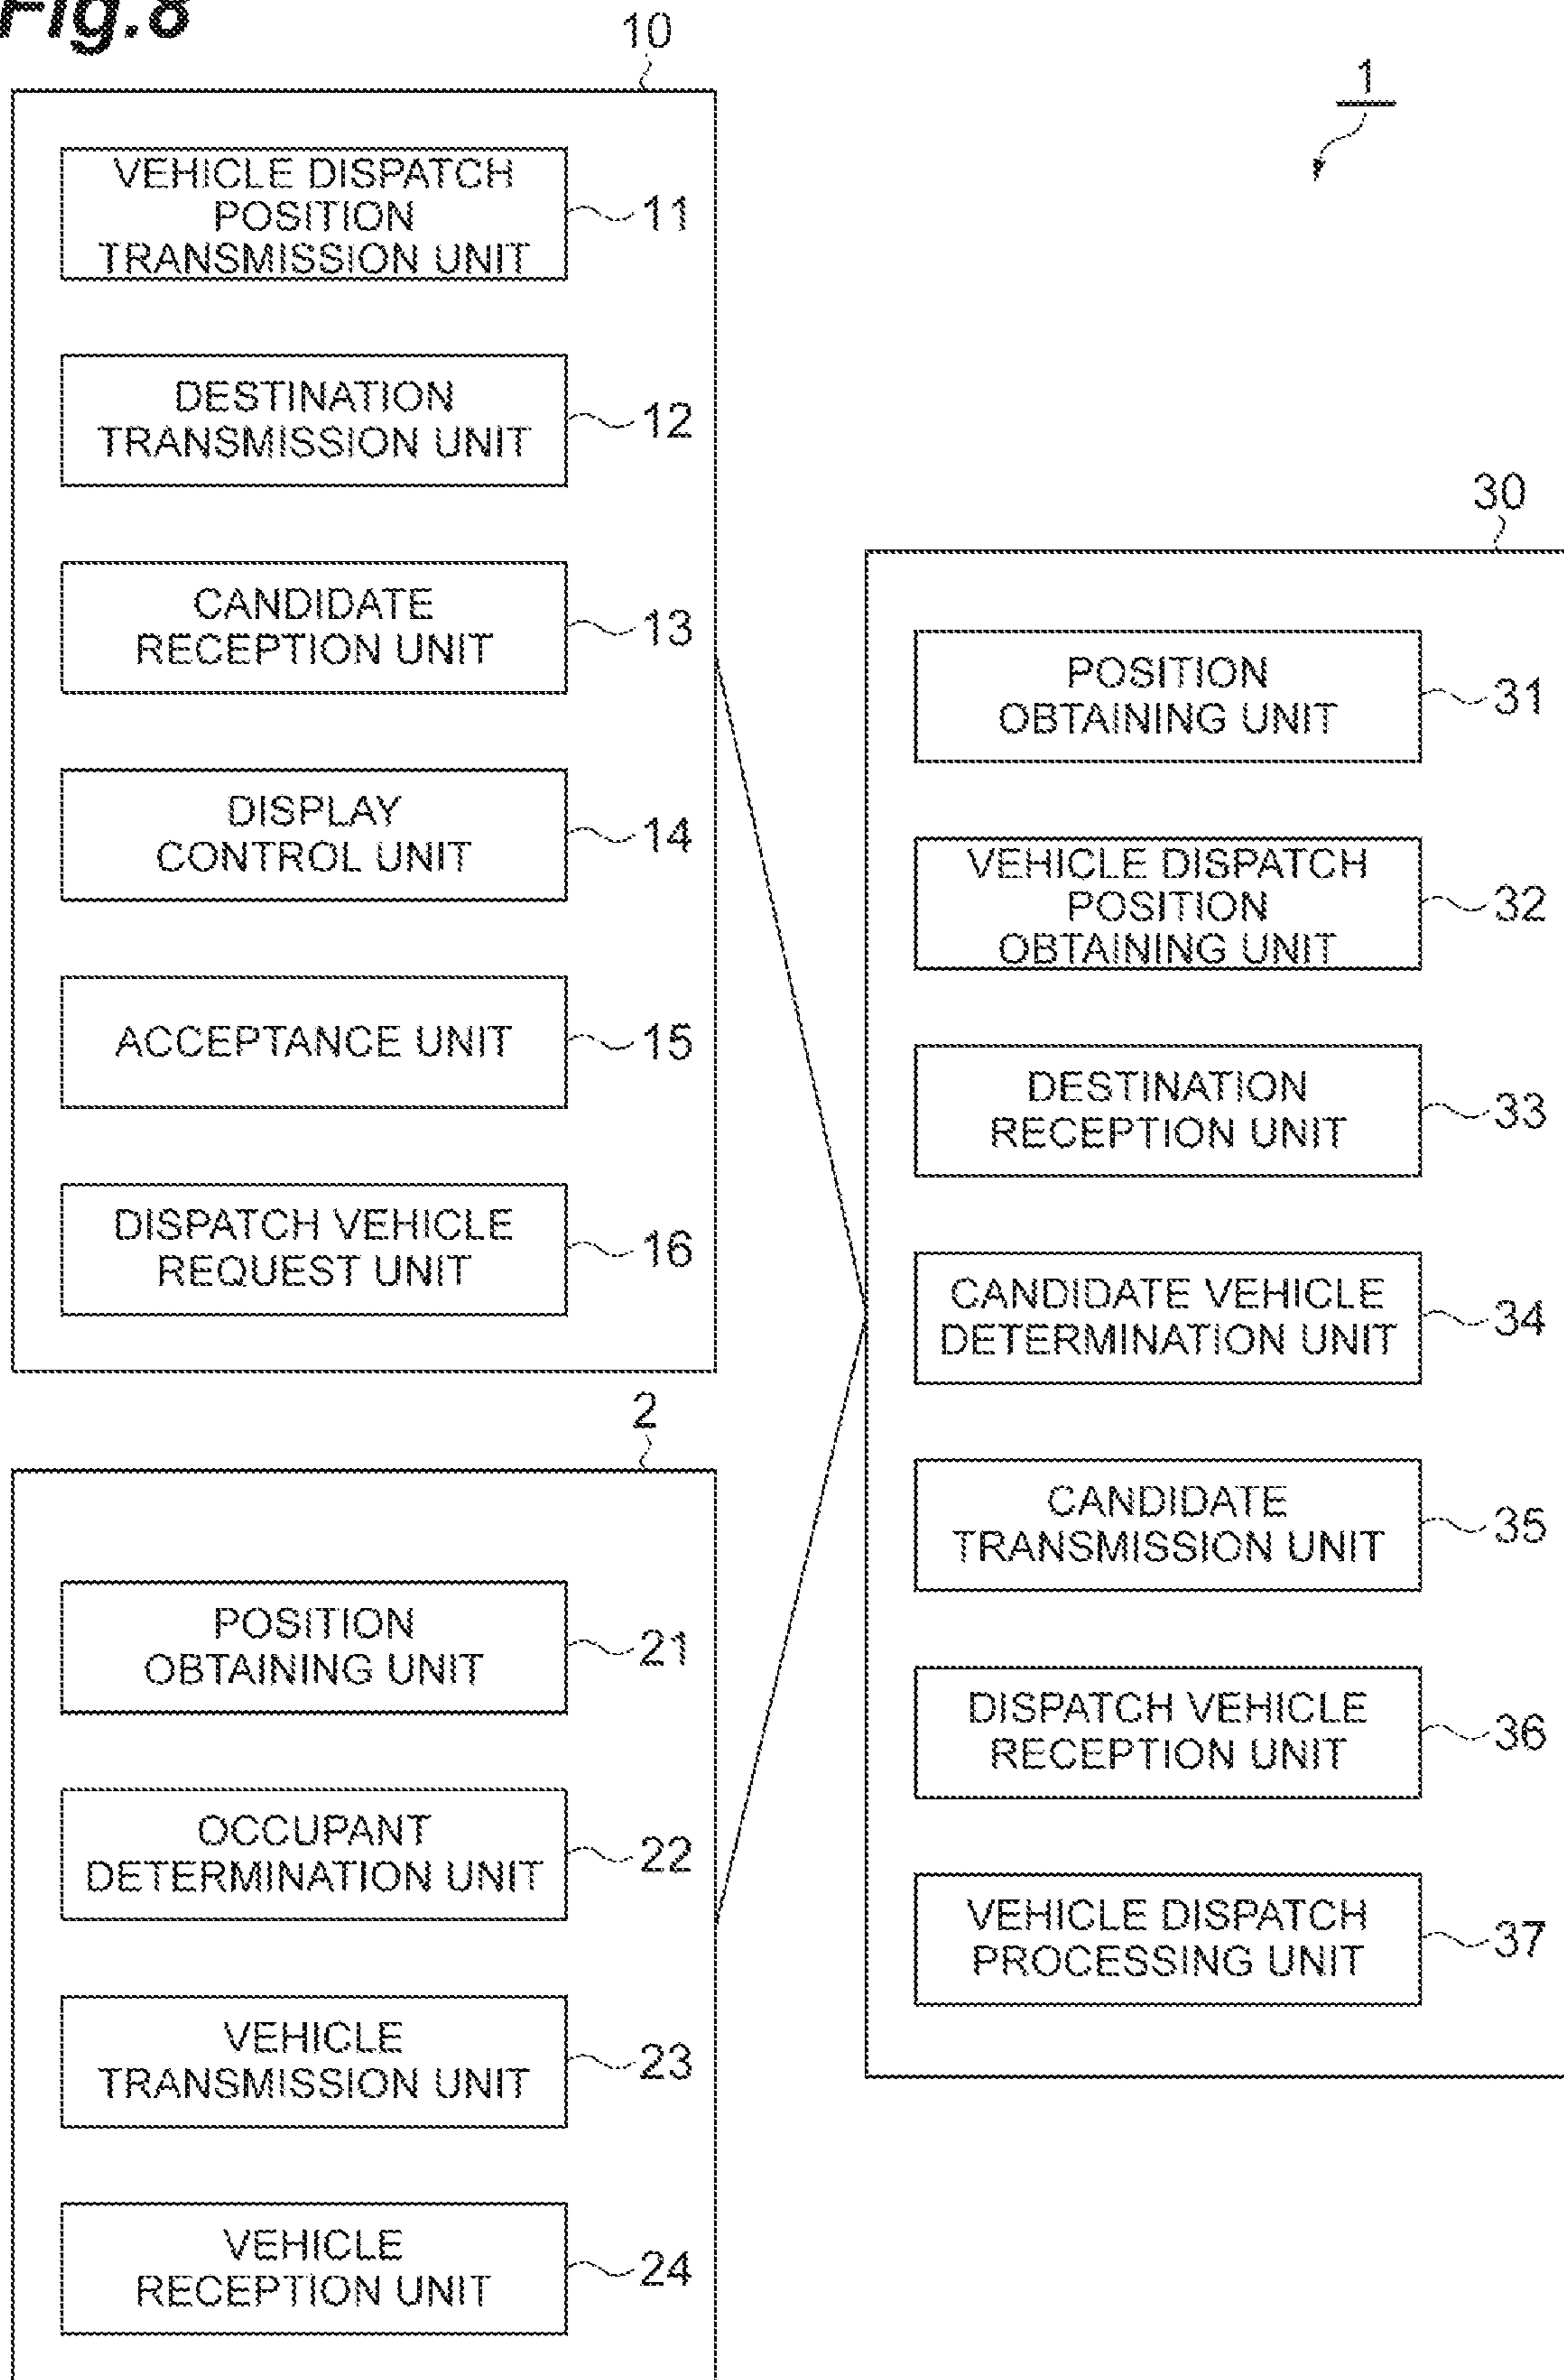 Fig.8
10
1
VEHICLE DISPATCH
POSITION
TRANSMISSION UNIT
11
DESTINATION
TRANSMISSION UNIT
12
CANDIDATE
RECEPTION UNIT
13
DISPLAY
CONTROL UNIT
14
ACCEPTANCE UNIT
15
DISPATCH VEHICLE
REQUEST UNIT
16
2
POSITION
OBTAINING UNIT
21
OCCUPANT
DETERMINATION UNIT
22
VEHICLE
TRANSMISSION UNIT
23
VEHICLE
RECEPTION UNIT
24
30
POSITION
OBTAINING UNIT
31
VEHICLE DISPATCH
POSITION
OBTAINING UNIT
32
DESTINATION
RECEPTION UNIT
33
CANDIDATE VEHICLE
DETERMINATION UNIT
34
CANDIDATE
TRANSMISSION UNIT
35
DISPATCH VEHICLE
RECEPTION UNIT
36
VEHICLE DISPATCH
PROCESSING UNIT
37